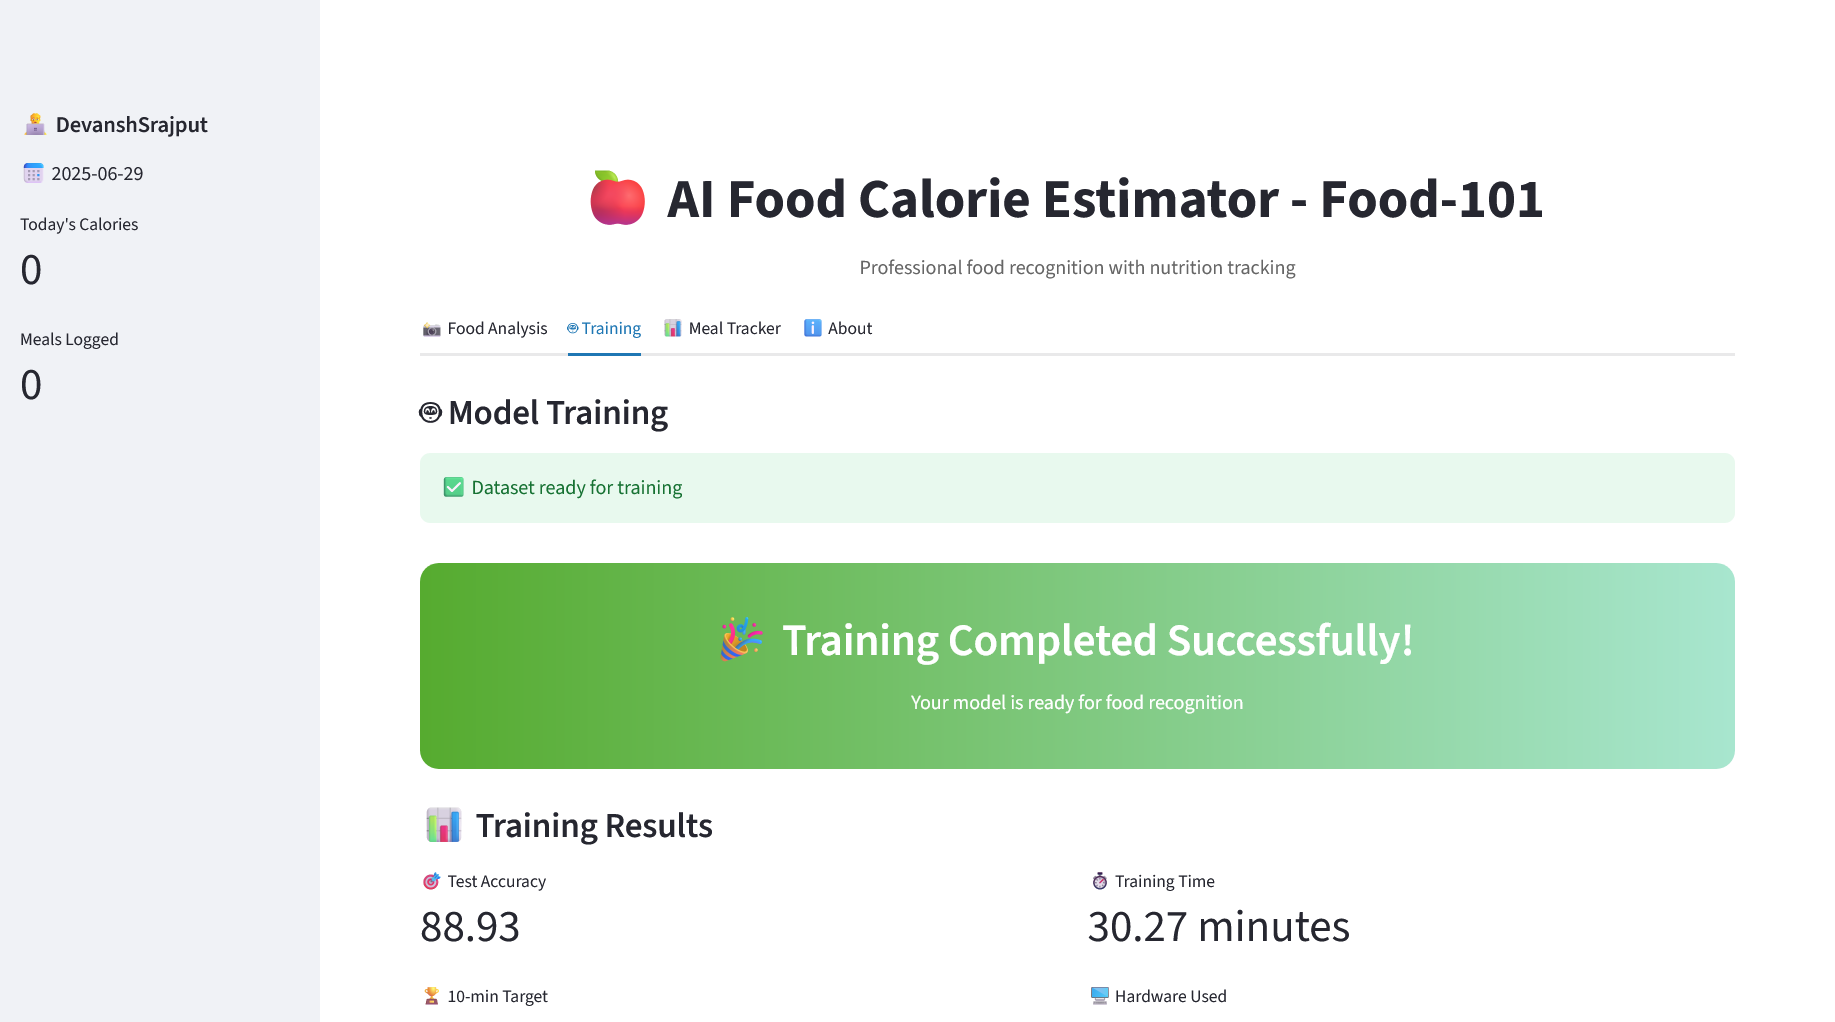 DevanshSrajput
2025-06-29
Today's Calories
0
Meals Logged
0
AI Food Calorie Estimator - Food-101
Professional food recognition with nutrition tracking
Food Analysis
Training
Meal Tracker
About
Model Training
Dataset ready for training
Training Completed Successfully!
Your model is ready for food recognition
Training Results
Test Accuracy
88.93
Training Time
30.27 minutes
10-min Target
Hardware Used